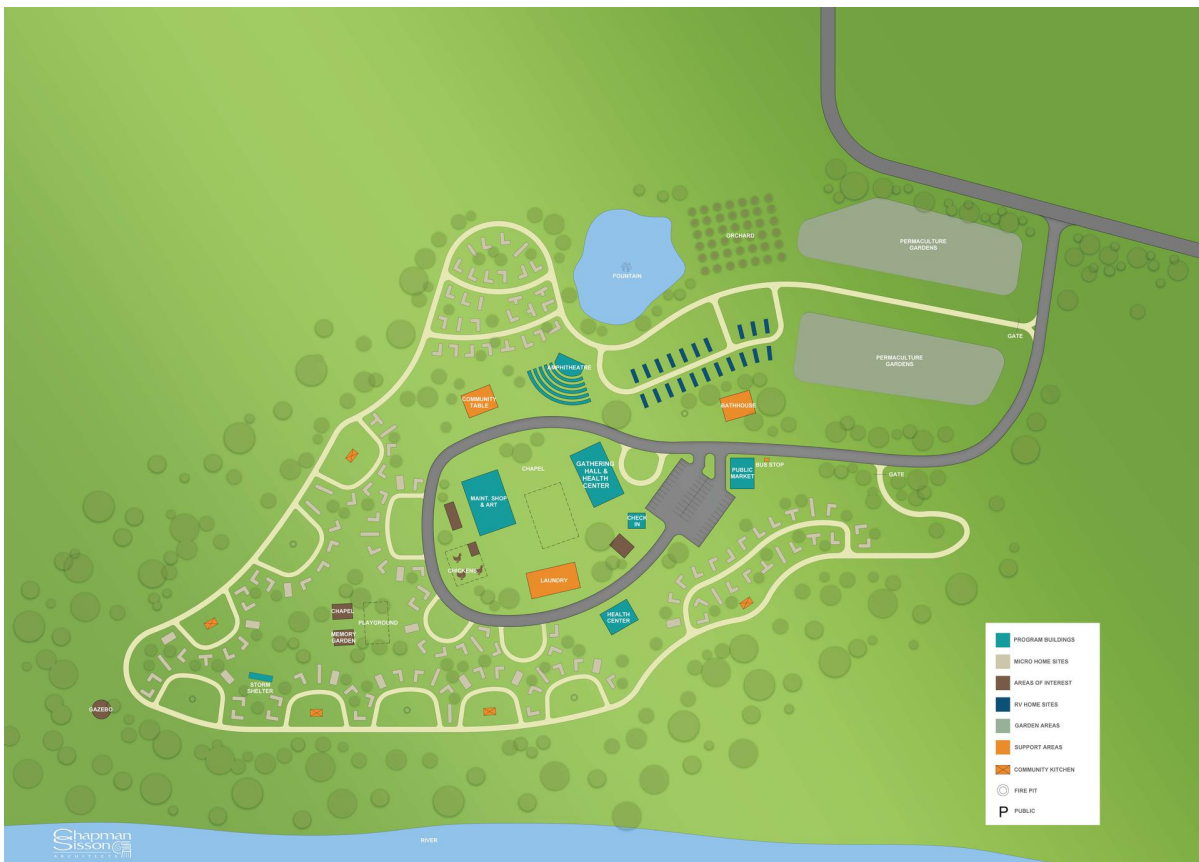 ORCHARD
PERMACULTURE
GARDENS
FOUNTAIN
GATE
PERMACULTURE
GARDENS
AMPHITHEATRE
COMMUNITY
TABLE
BATHHOUSE
GATHERING
HALL &
HEALTH
CENTER
CHAPEL
PUBLIC
MARKET
BUS STOP
GATE
MAINT. SHOP
& ART
CHECK
IN
CHICKENS
LAUNDRY
CHAPEL
PLAYGROUND
MEMORY
GARDEN
HEALTH
CENTER
STORM
SHELTER
GAZEBO
PROGRAM BUILDINGS
MICRO HOME SITES
AREAS OF INTEREST
RV HOME SITES
GARDEN AREAS
SUPPORT AREAS
COMMUNITY KITCHEN
FIRE PIT
P PUBLIC
Chapman
Sisson
ARCHITECTS
RIVER